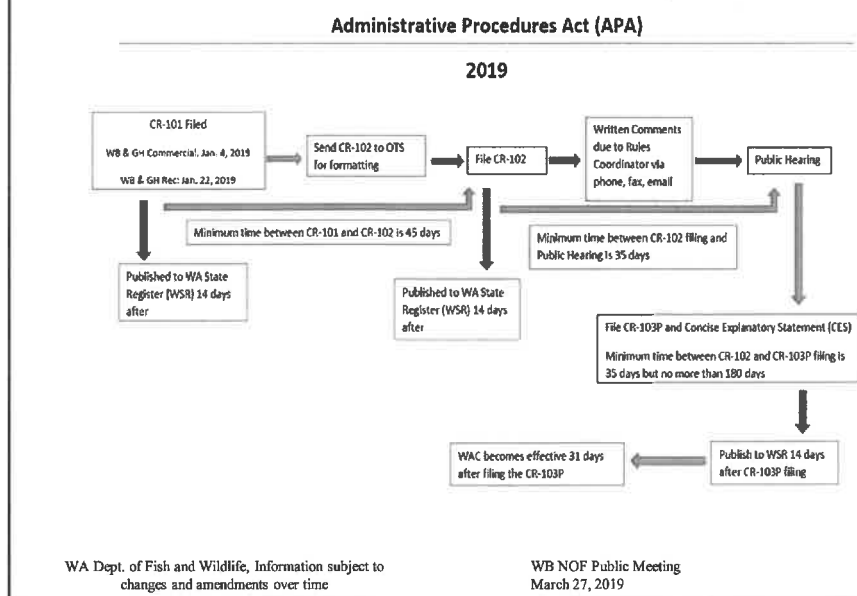 Administrative Procedures Act (APA)
2019
CR-101 Filed
WB & GH Commercial, Jan. 4, 2019
WB & GH Rec: Jan. 22, 2019
Send CR-102 to OTS
for formatting
File CR-102
Written Comments
due to Rules
Coordinator via
phone, fax, email
Public Hearing
Minimum time between CR-101 and CR-102 is 45 days
Minimum time between CR-102 filing and
Public Hearing is 35 days
Published to WA State
Register (WSR) 14 days
after
Published to WA State
Register (WSR) 14 days
after
File CR-103P and Concise Explanatory Statement (CES)
Minimum time between CR-102 and CR-103P filing is
35 days but no more than 180 days
WAC becomes effective 31 days
after filing the CR-103P
Publish to WSR 14 days
after CR-103P filing
WA Dept. of Fish and Wildlife, Information subject to
changes and amendments over time
WB NOF Public Meeting
March 27, 2019